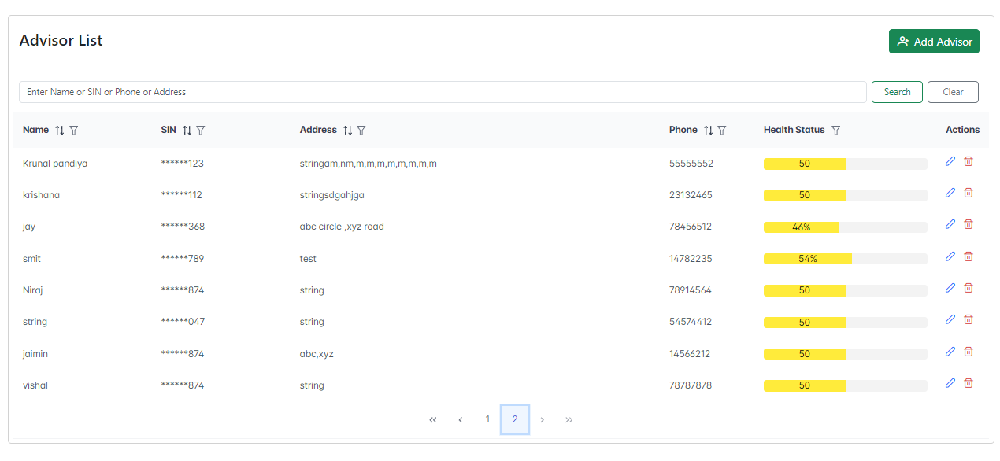 Advisor List
Add Advisor
Enter Name or SIN or Phone or Address
Search
Clear
Name SIN Address Phone Health Status Actions
Krunal pandiya ******123 stringam,nm,m,m,m,m,m,m,m,m 55555552 50
krishana ******112 stringsdgahjga 23132465 50
jay ******368 abc circle ,xyz road 78456512 46%
smit ******789 test 14782235 54%
Niraj ******874 string 78914564 50
string ******047 string 54574412 50
jaimin ******874 abc,xyz 14566212 50
vishal ******874 string 78787878 50
« ‹ 1 2 › »